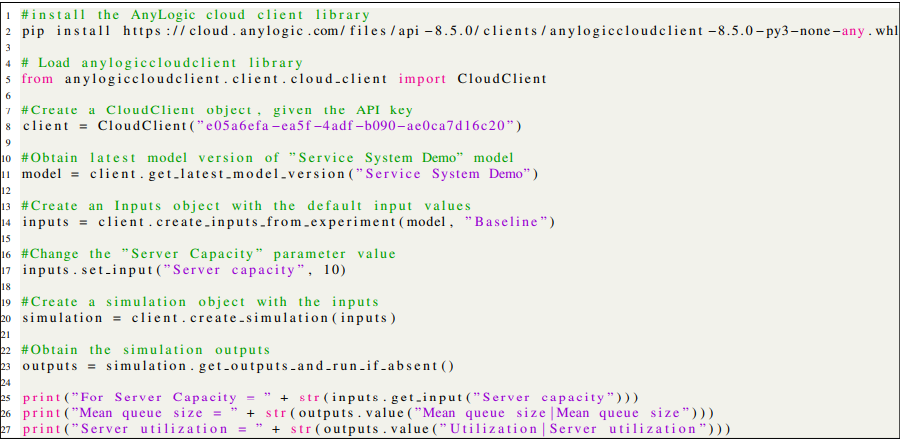 1 #install the AnyLogic cloud client library
2 pip install https://cloud.anylogic.com/files/api-8.5.0/clients/anylogiccloudclient-8.5.0-py3-none-any.whl
3
4 # Load anylogiccloudclient library
5 from anylogiccloudclient.client.cloud_client import CloudClient
6
7 #Create a CloudClient object, given the API key
8 client = CloudClient("e05a6efa-ea5f-4adf-b090-ae0ca7d16c20")
9
10 #Obtain latest model version of "Service System Demo" model
11 model = client.get_latest_model_version("Service System Demo")
12
13 #Create an Inputs object with the default input values
14 inputs = client.create_inputs_from_experiment(model, "Baseline")
15
16 #Change the "Server Capacity" parameter value
17 inputs.set_input("Server capacity", 10)
18
19 #Create a simulation object with the inputs
20 simulation = client.create_simulation(inputs)
21
22 #Obtain the simulation outputs
23 outputs = simulation.get_outputs_and_run_if_absent()
24
25 print("For Server Capacity = " + str(inputs.get_input("Server capacity")))
26 print("Mean queue size = " + str(outputs.value("Mean queue size|Mean queue size")))
27 print("Server utilization = " + str(outputs.value("Utilization|Server utilization")))